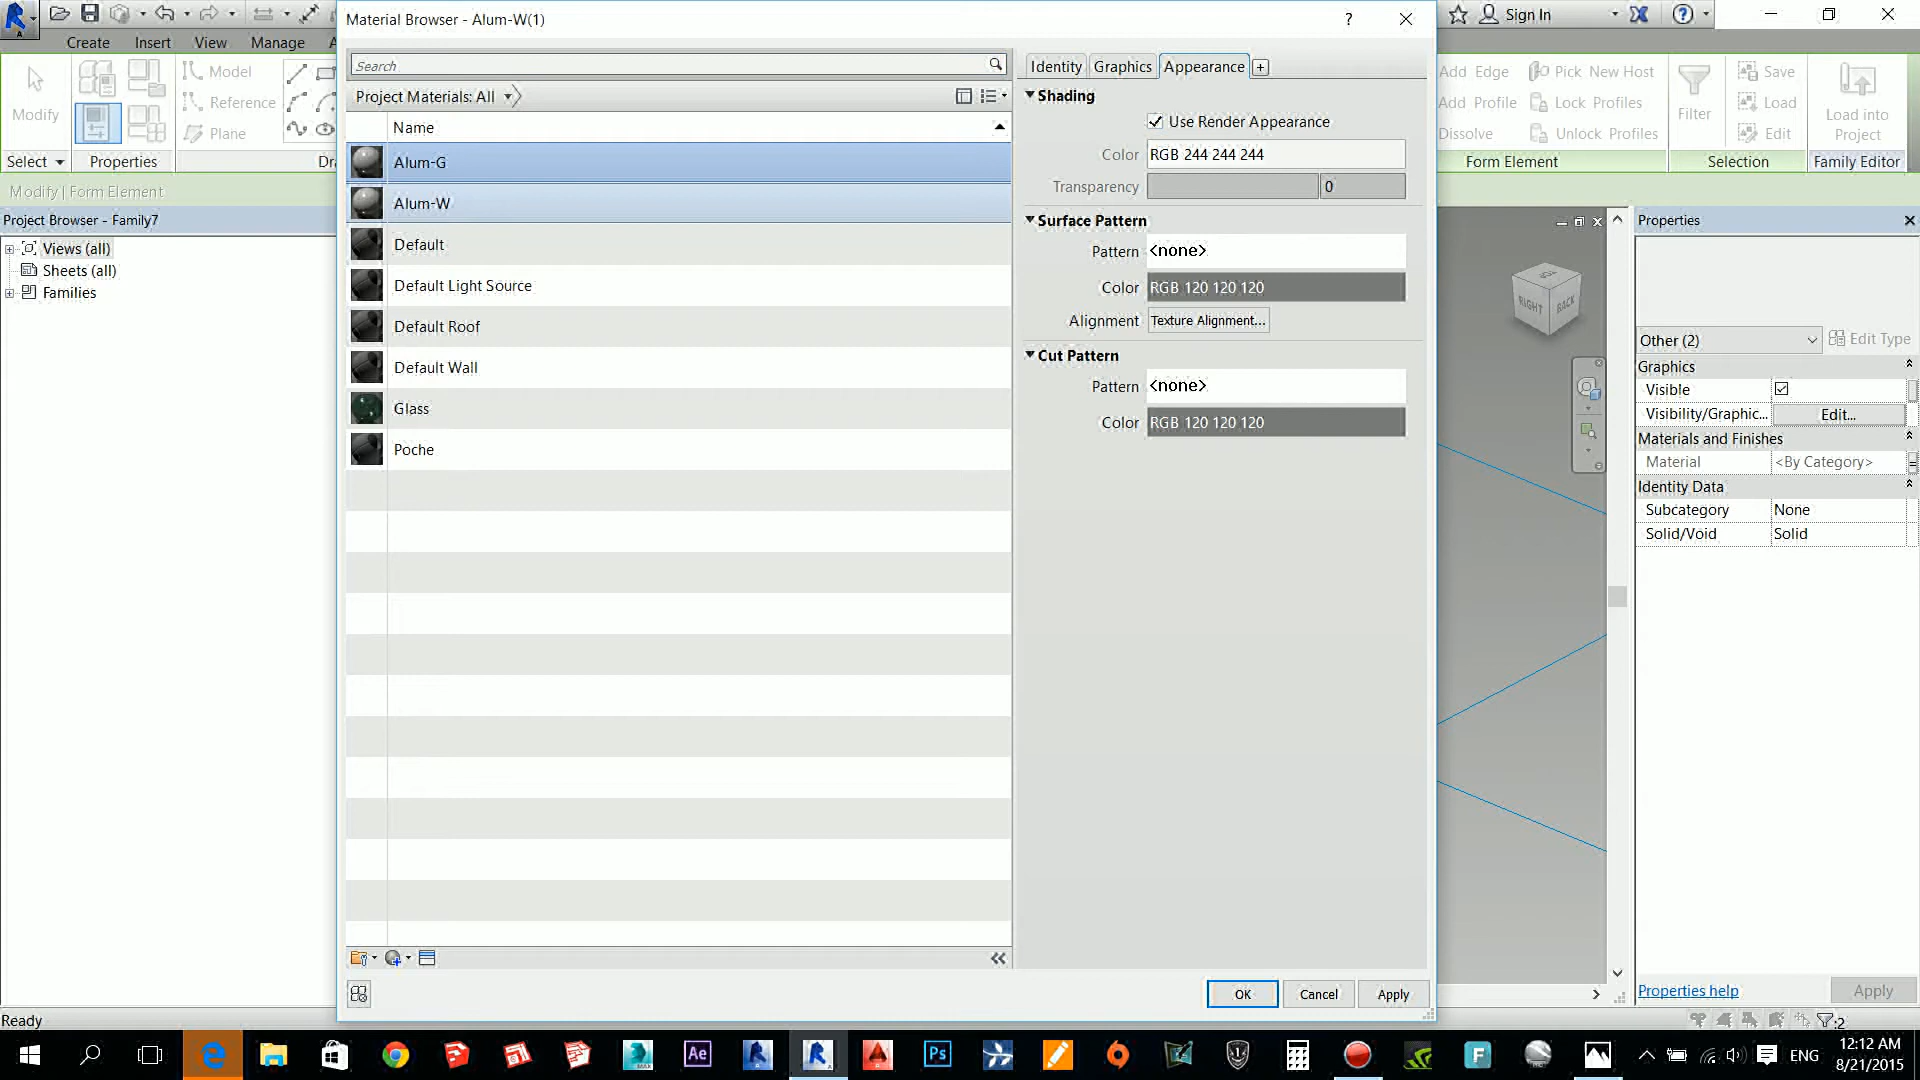 Material Browser - Alum-W(1)
?
Sign In
Create Insert View Manage
Search
Identity Graphics Appearance +
Project Materials: All
Shading
Name
Use Render Appearance
Alum-G
Color RGB 244 244 244
Alum-W
Transparency 0
Default
Surface Pattern
Default Light Source
Pattern <none>
Default Roof
Color RGB 120 120 120
Default Wall
Alignment Texture Alignment...
Glass
Cut Pattern
Poche
Pattern <none>
Color RGB 120 120 120
OK Cancel Apply
Modify
Model
Reference
Plane
Select Properties Dra
Modify | Form Element
Project Browser - Family7
Views (all)
Sheets (all)
Families
Add Edge Pick New Host
Add Profile Lock Profiles
Dissolve Unlock Profiles
Form Element
Filter
Save
Load
Edit
Selection
Load into
Project
Family Editor
TOP
RIGHT BACK
Properties
Other (2) Edit Type
Graphics
Visible
Visibility/Graphic... Edit...
Materials and Finishes
Material <By Category>
Identity Data
Subcategory None
Solid/Void Solid
Properties help Apply
Ready
:2
Ae
Ps
F
ENG
12:12 AM
8/21/2015